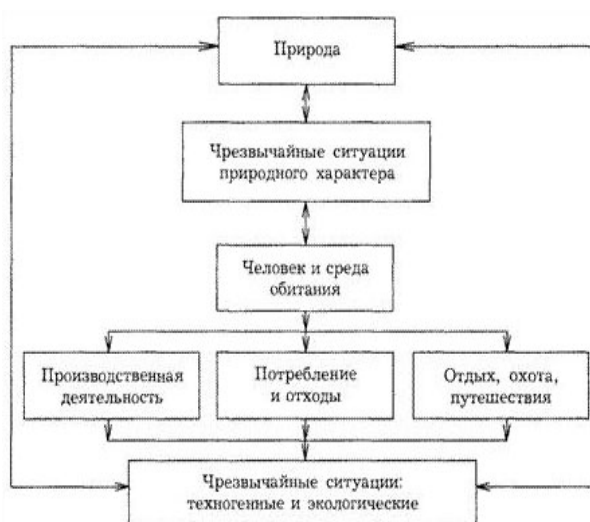 Природа
Чрезвычайные ситуации
природного характера
Человек и среда
обитания
Производственная
деятельность
Потребление
и отходы
Отдых, охота,
путешествия
Чрезвычайные ситуации:
техногенные и экологические